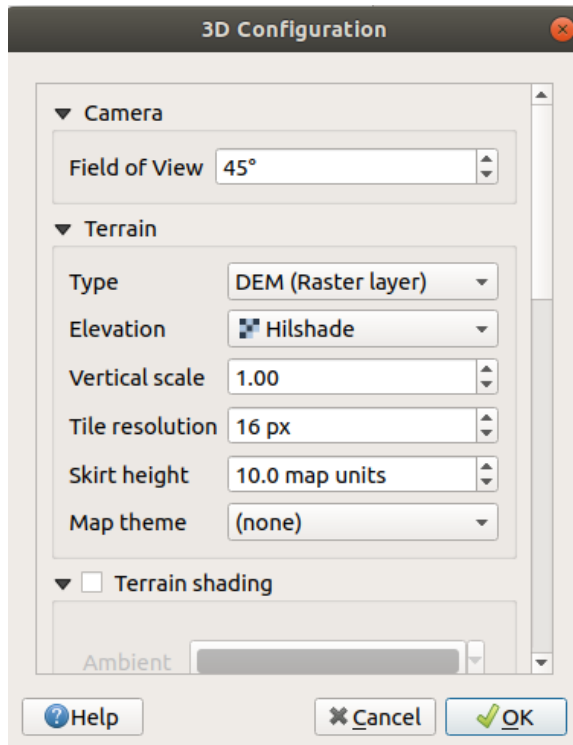 3D Configuration
Camera
Field of View 45°
Terrain
Type DEM (Raster layer)
Elevation Hilshade
Vertical scale 1.00
Tile resolution 16 px
Skirt height 10.0 map units
Map theme (none)
Terrain shading
Ambient
Help Cancel OK